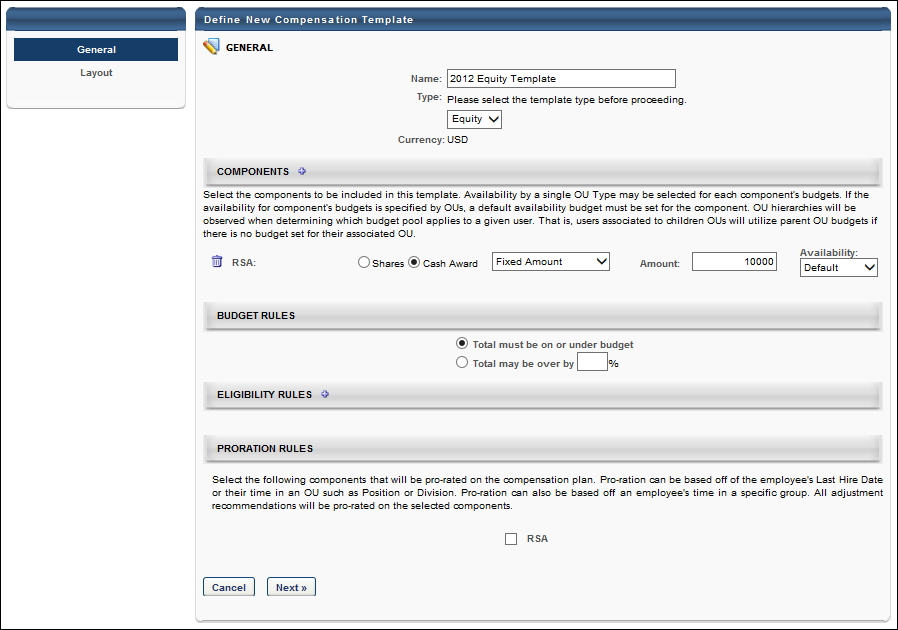 Define New Compensation Template
General
Layout
GENERAL
Name: 2012 Equity Template
Type: Please select the template type before proceeding.
Equity
Currency: USD
COMPONENTS
Select the components to be included in this template. Availability by a single OU Type may be selected for each component's budgets. If the
availability for component's budgets is specified by OUs, a default availability budget must be set for the component. OU hierarchies will be
observed when determining which budget pool applies to a given user. That is, users associated to children OUs will utilize parent OU budgets if
there is no budget set for their associated OU.
RSA: Shares Cash Award Fixed Amount Amount: 10000 Availability:
Default
BUDGET RULES
Total must be on or under budget
Total may be over by %
ELIGIBILITY RULES
PRORATION RULES
Select the following components that will be pro-rated on the compensation plan. Pro-ration can be based off of the employee's Last Hire Date
or their time in an OU such as Position or Division. Pro-ration can also be based off an employee's time in a specific group. All adjustment
recommendations will be pro-rated on the selected components.
RSA
Cancel Next »